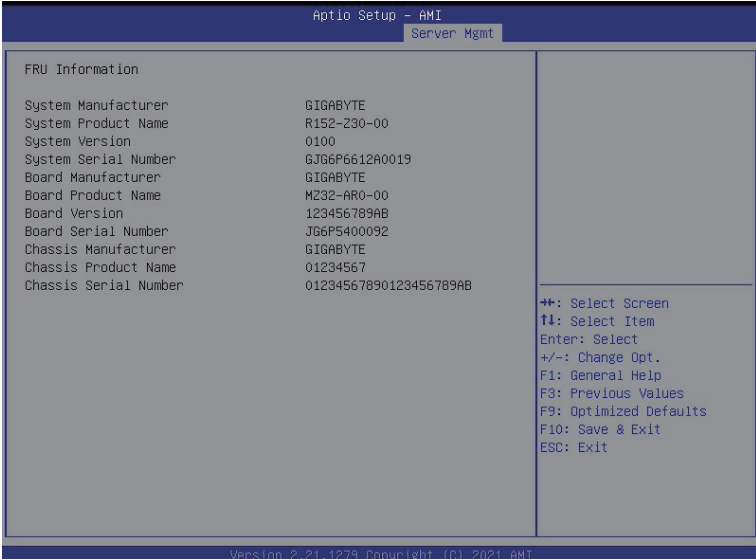 Aptio Setup – AMI
Server Mgmt
FRU Information
System Manufacturer GIGABYTE
System Product Name R152-Z30-00
System Version 0100
System Serial Number GJG6P6612A0019
Board Manufacturer GIGABYTE
Board Product Name MZ32-AR0-00
Board Version 123456789AB
Board Serial Number JG6P5400092
Chassis Manufacturer GIGABYTE
Chassis Product Name 01234567
Chassis Serial Number 01234567890123456789AB
→←: Select Screen
↑↓: Select Item
Enter: Select
+/-: Change Opt.
F1: General Help
F3: Previous Values
F9: Optimized Defaults
F10: Save & Exit
ESC: Exit
Version 2.21.1279 Copyright (C) 2021 AMI